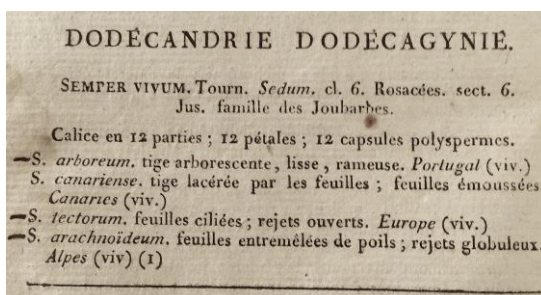 DODÉCANDRIE DODÉCAGYNIÉ.
SEMPER VIVUM. Tourn. Sedum. cl. 6. Rosacées. sect. 6.
Jus. famille des Joubarbes.
Calice en 12 parties ; 12 pétales ; 12 capsules polyspermes.
S. arboreum. tige arborescente, lisse, rameuse. Portugal (viv.)
S. canariense. tige lacérée par les feuilles ; feuilles émoussées
Canaries (viv.)
S. tectorum. feuilles ciliées ; rejets ouverts. Europe (viv.)
S. arachnoïdeum. feuilles entremêlées de poils ; rejets globuleux
Alpes (viv) (1)